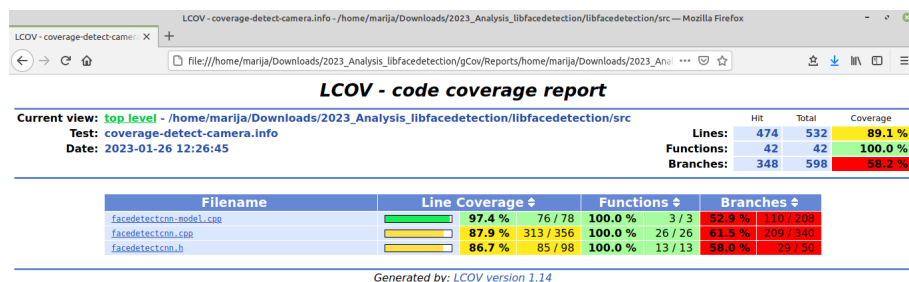 LCOV - coverage-detect-camera.info - /home/marija/Downloads/2023_Analysis_libfacedetection/libfacedetection/src — Mozilla Firefox
LCOV - coverage-detect-camera
file:///home/marija/Downloads/2023_Analysis_libfacedetection/gCov/Reports/home/marija/Downloads/2023_Anal
LCOV - code coverage report
Current view: top level - /home/marija/Downloads/2023_Analysis_libfacedetection/libfacedetection/src Hit Total Coverage
Test: coverage-detect-camera.info Lines: 474 532 89.1 %
Date: 2023-01-26 12:26:45 Functions: 42 42 100.0 %
Branches: 348 598 58.2 %
Filename Line Coverage Functions Branches
facedetectcnn-model.cpp 97.4 % 76 / 78 100.0 % 3 / 3 52.9 % 110 / 208
facedetectcnn.cpp 87.9 % 313 / 356 100.0 % 26 / 26 61.5 % 209 / 340
facedetectcnn.h 86.7 % 85 / 98 100.0 % 13 / 13 58.0 % 29 / 50
Generated by: LCOV version 1.14